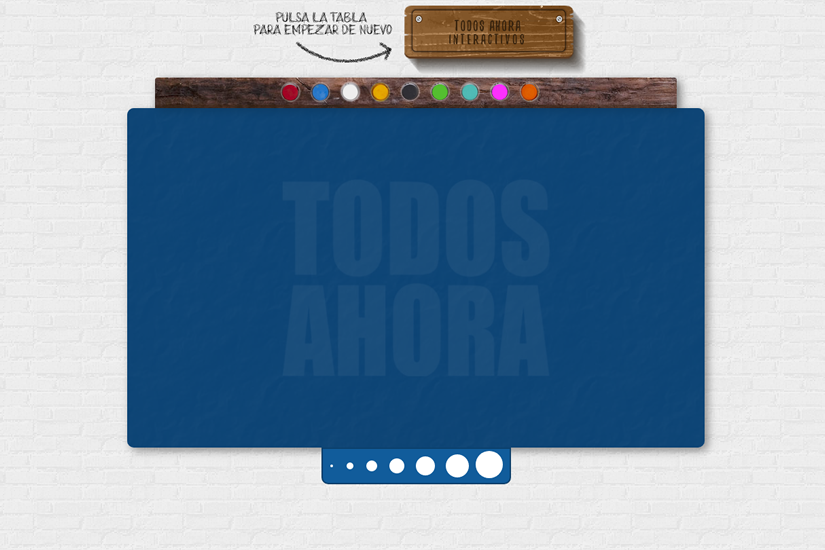 PULSA LA TABLA
PARA EMPEZAR DE NUEVO
TODOS AHORA
INTERACTIVOS
TODOS
AHORA